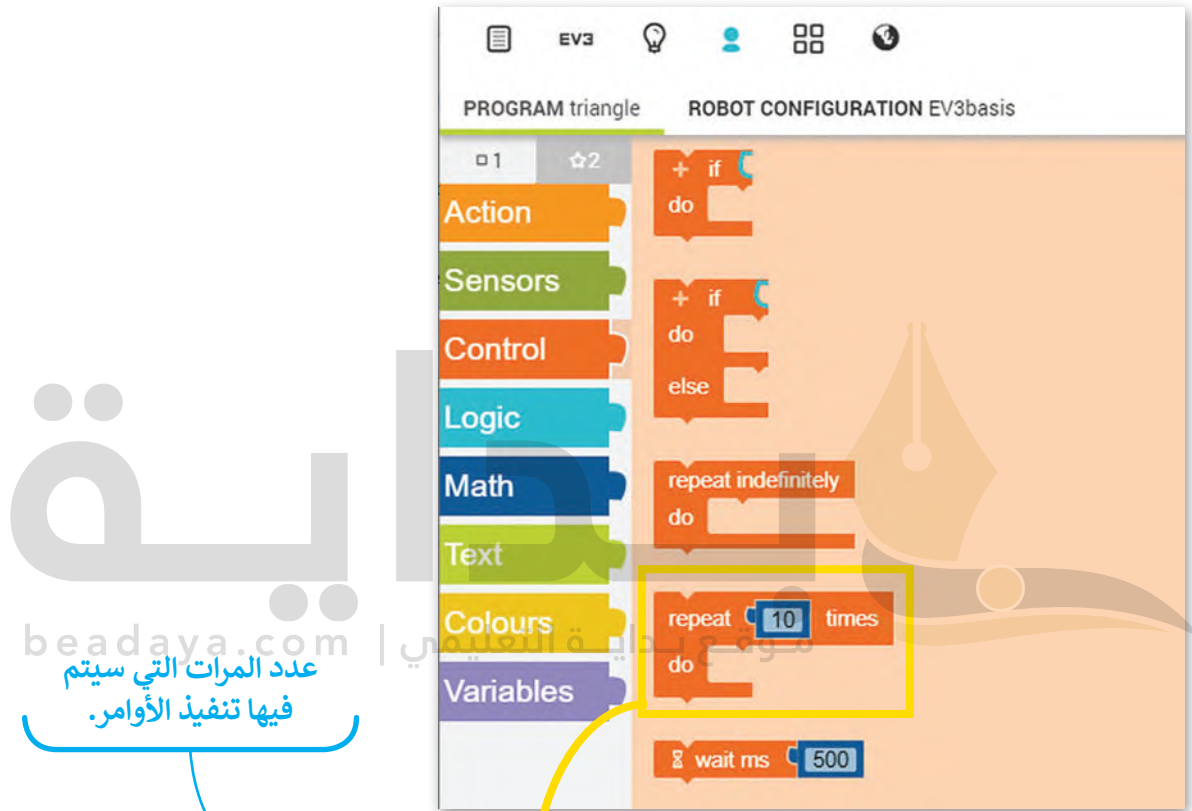 EV3
PROGRAM triangle ROBOT CONFIGURATION EV3basis
1 2
Action
Sensors
Control
Logic
Math
Text
Colours
Variables
+ if
do
+ if
do
else
repeat indefinitely
do
repeat 10 times
do
wait ms 500
عدد المرات التي سيتم
فيها تنفيذ الأوامر.
بداية
beadaya.com | موقع بداية التعليمي